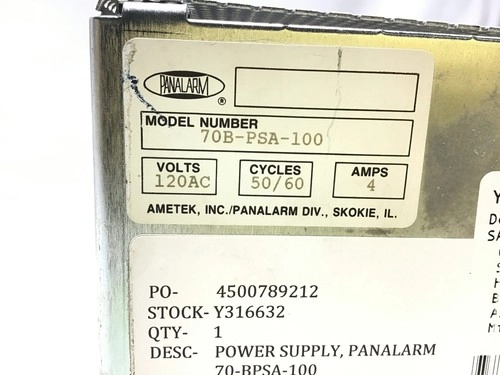 PANALARM
®
MODEL NUMBER
70B-PSA-100
VOLTS CYCLES AMPS
120AC 50/60 4
AMETEK, INC./PANALARM DIV., SKOKIE, IL.
PO- 4500789212
STOCK- Y316632
QTY- 1
DESC- POWER SUPPLY, PANALARM
70-BPSA-100